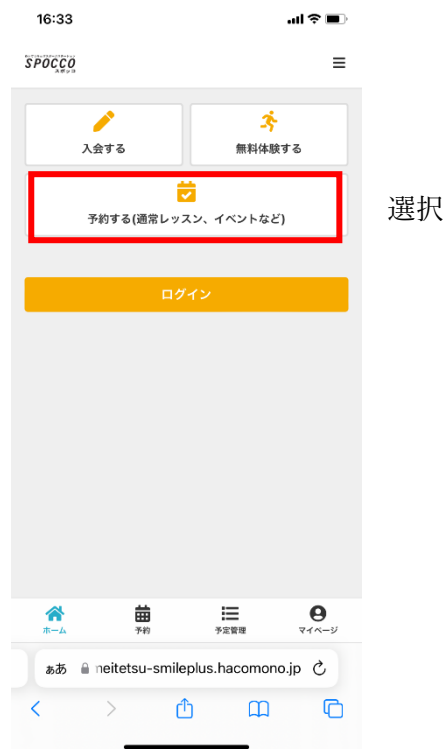 16:33
SPOCCO
スポッコ
入会する
無料体験する
予約する(通常レッスン、イベントなど)
選択
ログイン
ホーム
予約
予定管理
マイページ
ぁあ
neitetsu-smileplus.hacomono.jp